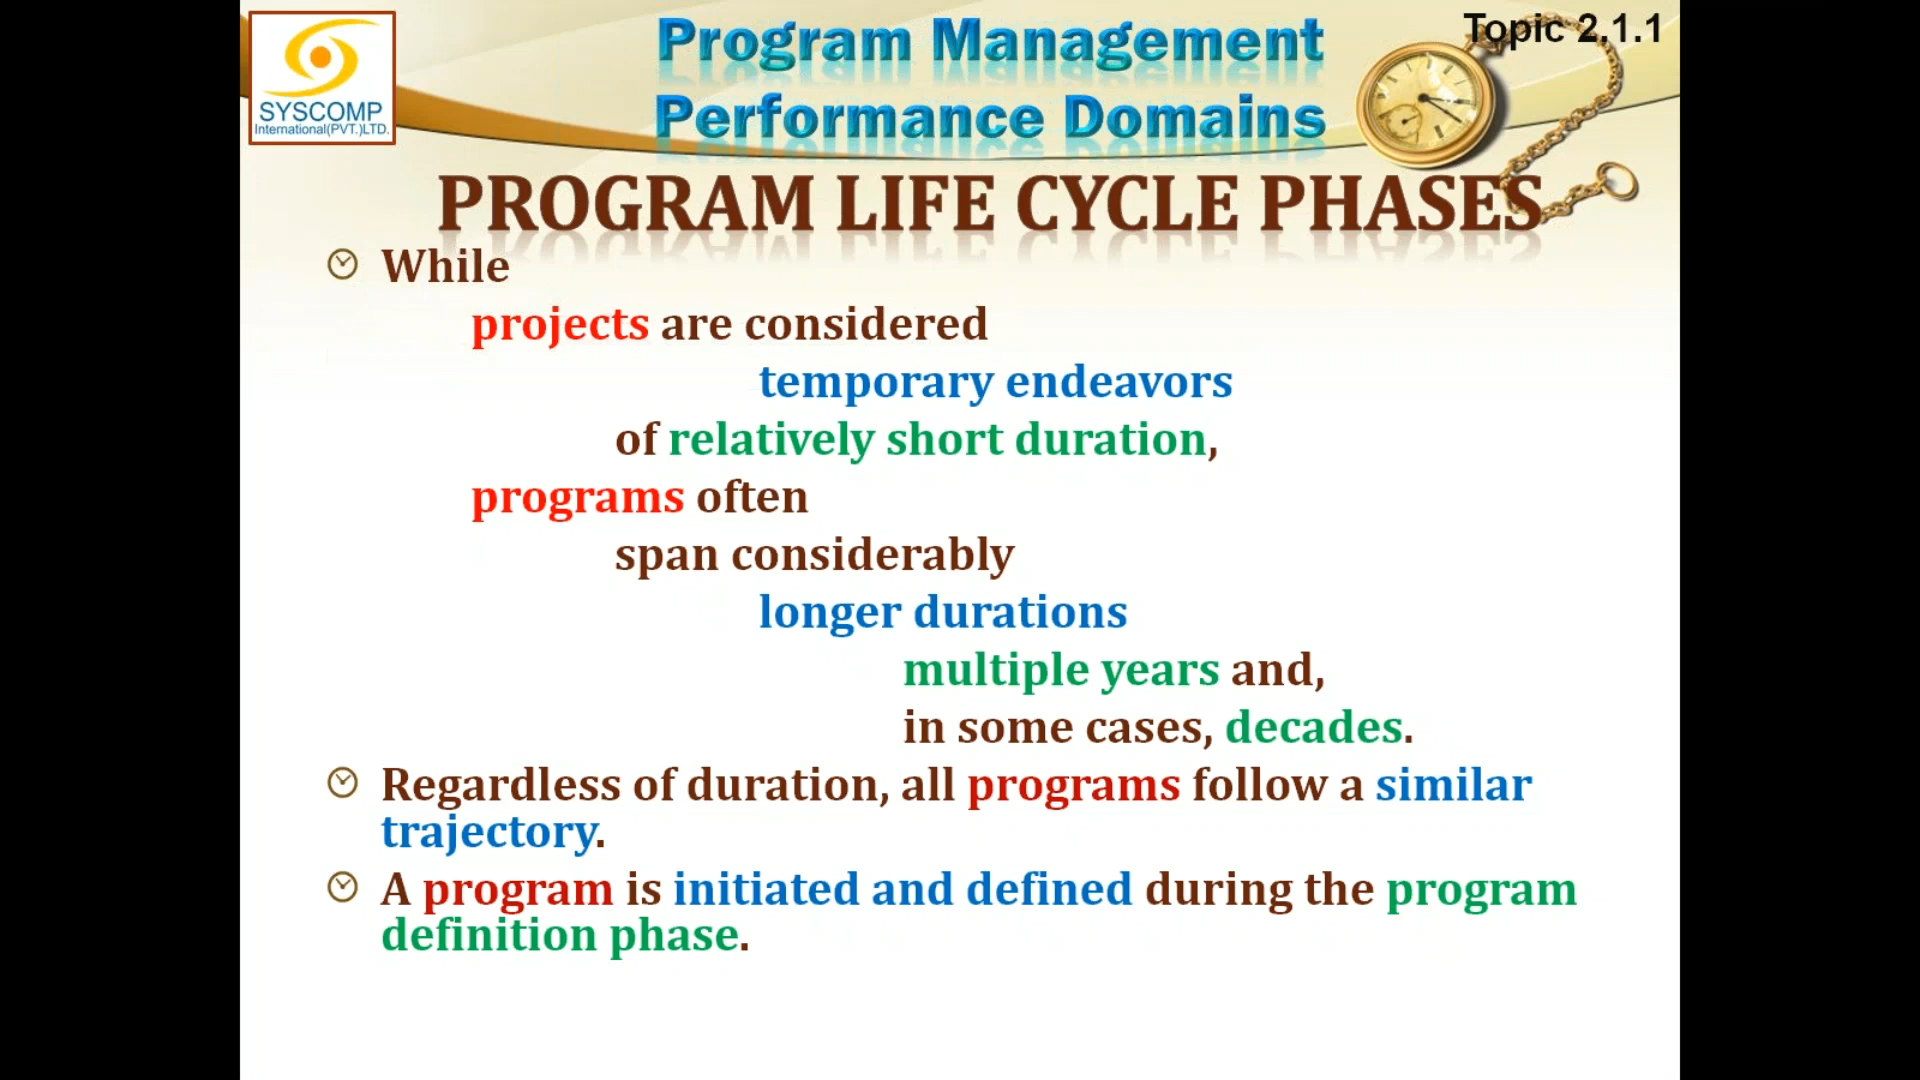 SYSCOMP
International(PVT.)LTD.
Program Management
Performance Domains
Topic 2.1.1
PROGRAM LIFE CYCLE PHASES
While
projects are considered
temporary endeavors
of relatively short duration,
programs often
span considerably
longer durations
multiple years and,
in some cases, decades.
Regardless of duration, all programs follow a similar
trajectory.
A program is initiated and defined during the program
definition phase.